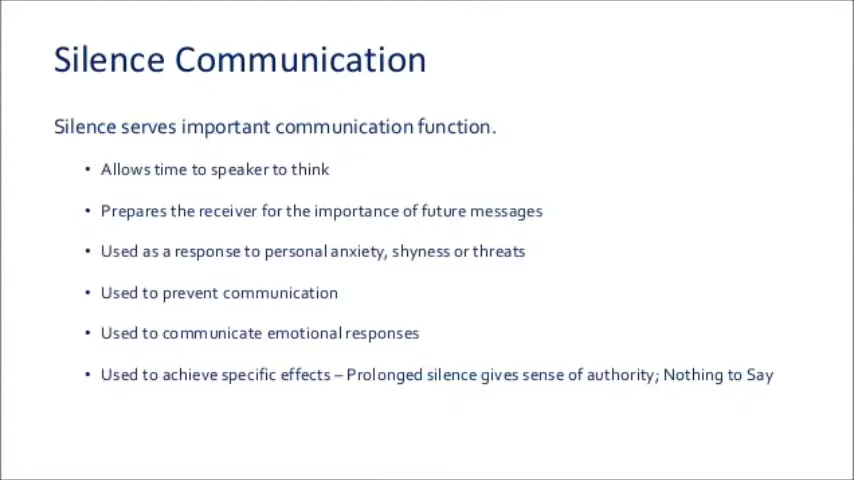 Silence Communication
Silence serves important communication function.
• Allows time to speaker to think
• Prepares the receiver for the importance of future messages
• Used as a response to personal anxiety, shyness or threats
• Used to prevent communication
• Used to communicate emotional responses
• Used to achieve specific effects – Prolonged silence gives sense of authority; Nothing to Say